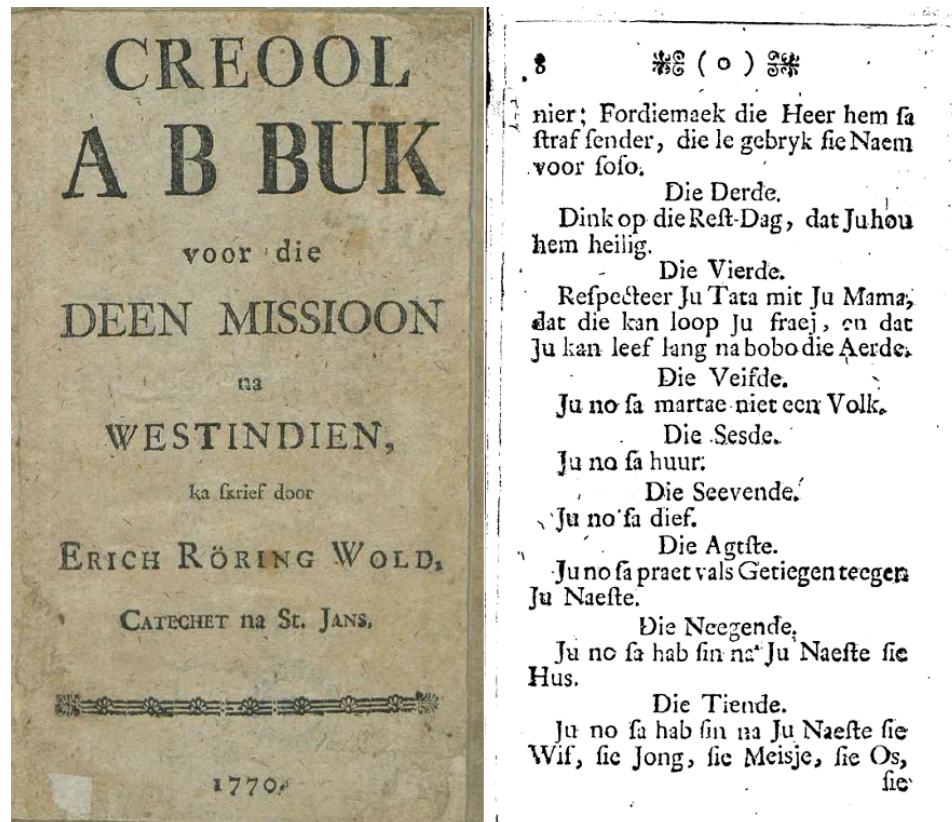 CREOOL
A B BUK
voor die
DEEN MISSIOON
na
WESTINDIEN,
ka ſkrief door
ERICH RÖRING WOLD,
CATECHET na St. JANS,
1770.
8 ( o )
nier; Fordiemaek die Heer hem ſa
ſtraf ſender, die le gebryk ſie Naem
voor ſoſo.
Die Derde.
Dink op die Reſt-Dag, dat Ju hou
hem heilig.
Die Vierde.
Reſpecteer Ju Tata mit Ju Mama,
dat die kan loop Ju fraej, en dat
Ju kan leef lang na bobo die Aerde.
Die Veifde.
Ju no ſa martae niet een Volk.
Die Sesde.
Ju no ſa huur.
Die Seevende.
Ju no ſa dief.
Die Agtſte.
Ju no ſa praet vals Getiegen teegen
Ju Naeſte.
Die Neegende.
Ju no ſa hab ſin na Ju Naeſte ſie
Hus.
Die Tiende.
Ju no ſa hab ſin na Ju Naeſte ſie
Wif, ſie Jong, ſie Meisje, ſie Os,
ſie